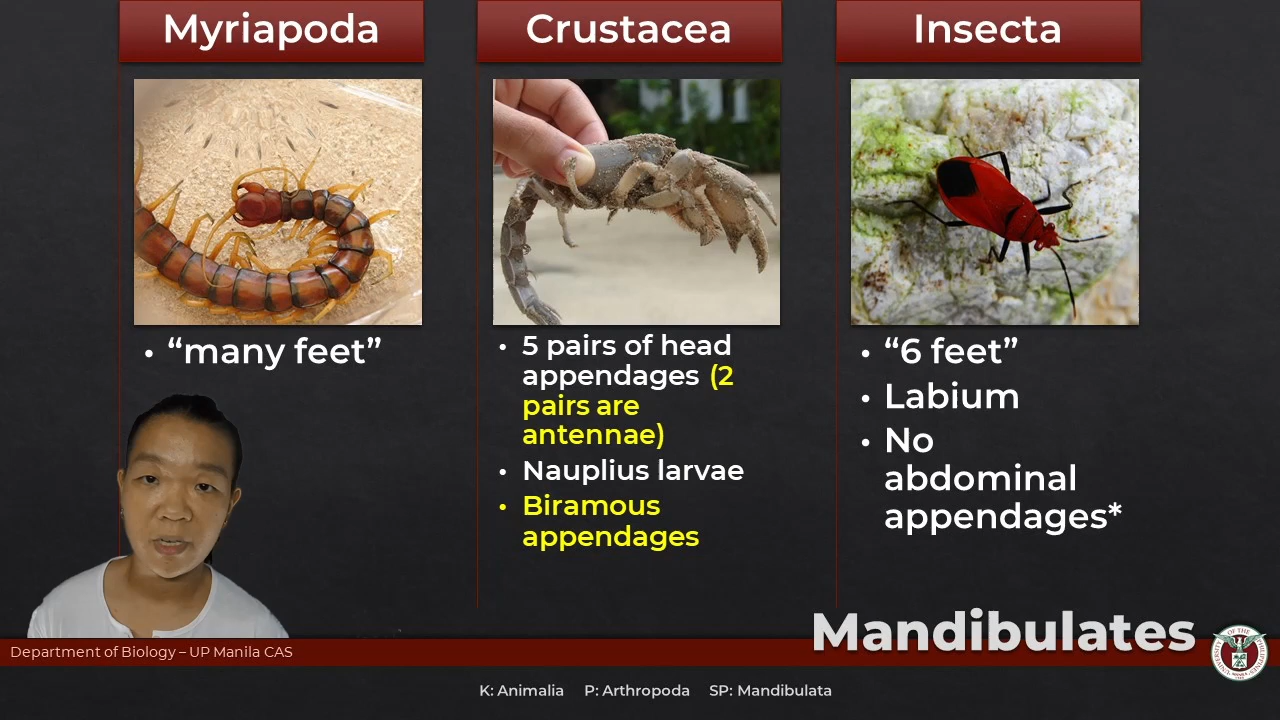 Myriapoda
Crustacea
Insecta
• “many feet”
• 5 pairs of head
appendages (2
pairs are
antennae)
• Nauplius larvae
• Biramous
appendages
• “6 feet”
• Labium
• No
abdominal
appendages*
Mandibulates
Department of Biology – UP Manila CAS
K: Animalia P: Arthropoda SP: Mandibulata